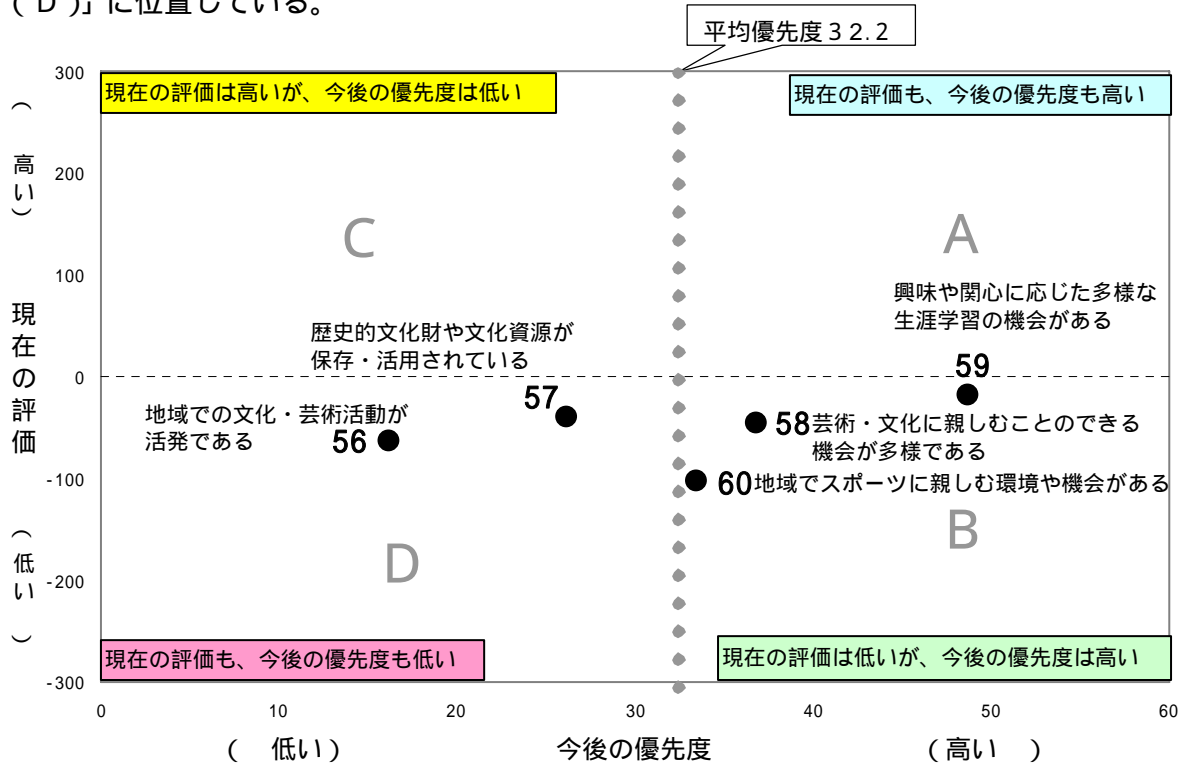 （Ｄ）」に位置している。
平均優先度３２.２
300
現在の評価は高いが、今後の優先度は低い
現在の評価も、今後の優先度も高い
（　高い）
200
C
A
100
興味や関心に応じた多様な
生涯学習の機会がある
現在の評価
歴史的文化財や文化資源が
保存・活用されている
0
59
57
地域での文化・芸術活動が
活発である
56
58芸術・文化に親しむことのできる
機会が多様である
-100
60地域でスポーツに親しむ環境や機会がある
B
（低い　）
D
-200
現在の評価も、今後の優先度も低い
現在の評価は低いが、今後の優先度は高い
-300
0 10 20 30 40 50 60
（　低い） 今後の優先度 （高い　）